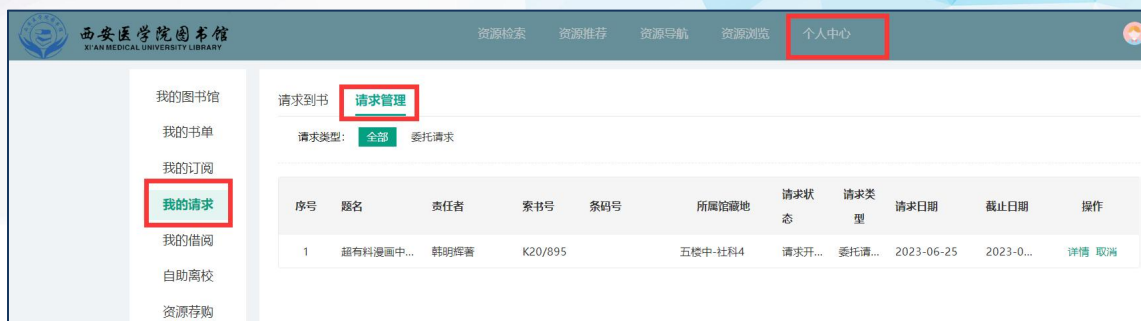 西安医学院图书馆
XI'AN MEDICAL UNIVERSITY LIBRARY
资源检索 资源推荐 资源导航 资源浏览 个人中心
我的图书馆
我的书单
我的订阅
我的请求
我的借阅
自助离校
资源荐购
请求到书 请求管理
请求类型： 全部 委托请求
序号 题名 责任者 索书号 条码号 所属馆藏地 请求状态 请求类型 请求日期 截止日期 操作
1 超有料漫画中... 韩明辉著 K20/895 五楼中-社科4 请求开... 委托请... 2023-06-25 2023-0... 详情 取消